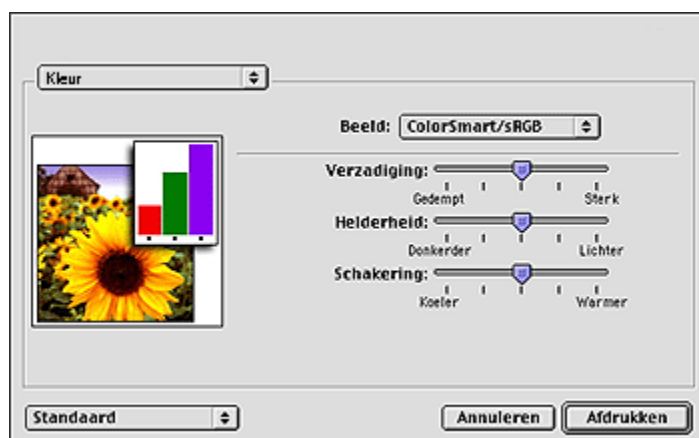 Kleur
Beeld: ColorSmart/sRGB
Verzadiging:
Gedempt Sterk
Helderheid:
Donkerder Lichter
Schakering:
Koeler Warmer
Standaard Annuleren Afdrukken